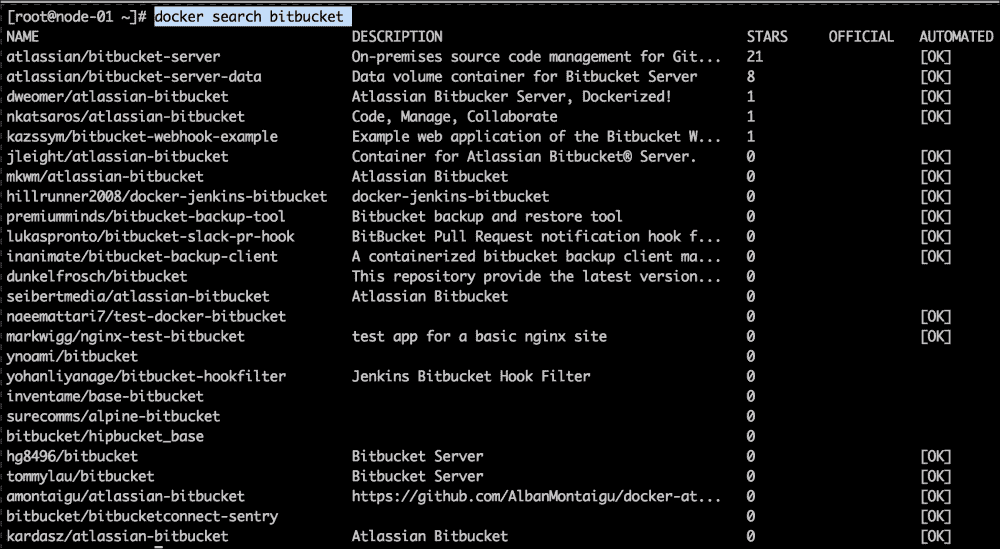 [root@node-01 ~]# docker search bitbucket
NAME DESCRIPTION STARS OFFICIAL AUTOMATED
atlassian/bitbucket-server On-premises source code management for Git... 21 [OK]
atlassian/bitbucket-server-data Data volume container for Bitbucket Server 8 [OK]
dweomer/atlassian-bitbucket Atlassian Bitbucker Server, Dockerized! 1 [OK]
nkatsaros/atlassian-bitbucket Code, Manage, Collaborate 1 [OK]
kazssym/bitbucket-webhook-example Example web application of the Bitbucket W... 1
jleight/atlassian-bitbucket Container for Atlassian Bitbucket® Server. 0 [OK]
mkwm/atlassian-bitbucket Atlassian Bitbucket 0 [OK]
hillrunner2008/docker-jenkins-bitbucket docker-jenkins-bitbucket 0 [OK]
premiumminds/bitbucket-backup-tool Bitbucket backup and restore tool 0 [OK]
lukaspronto/bitbucket-slack-pr-hook BitBucket Pull Request notification hook f... 0 [OK]
inanimate/bitbucket-backup-client A containerized bitbucket backup client ma... 0 [OK]
dunkelfrosch/bitbucket This repository provide the latest version... 0
seibertmedia/atlassian-bitbucket Atlassian Bitbucket 0
naeemattari7/test-docker-bitbucket 0 [OK]
markwigg/nginx-test-bitbucket test app for a basic nginx site 0 [OK]
ynoami/bitbucket 0
yohanliyanage/bitbucket-hookfilter Jenkins Bitbucket Hook Filter 0
inventame/base-bitbucket 0
surecomms/alpine-bitbucket 0
bitbucket/hipbucket_base 0
hg8496/bitbucket Bitbucket Server 0 [OK]
tommylau/bitbucket Bitbucket Server 0 [OK]
amontaigu/atlassian-bitbucket https://github.com/AlbanMontaigu/docker-at... 0 [OK]
bitbucket/bitbucketconnect-sentry 0 [OK]
kardasz/atlassian-bitbucket Atlassian Bitbucket 0 [OK]